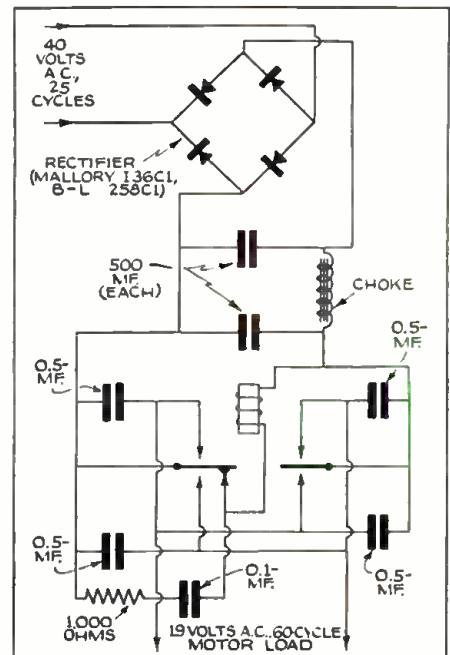 40
VOLTS
A.C.,
25
CYCLES
RECTIFIER
(MALLORY 136C1,
B-L 258C1)
500
MF.
(EACH)
CHOKE
0.5-
MF.
0.5-
MF.
0.5-
MF.
0.5-
MF.
0.1-
MF.
1,000
OHMS
19 VOLTS A.C., 60 CYCLE
MOTOR LOAD